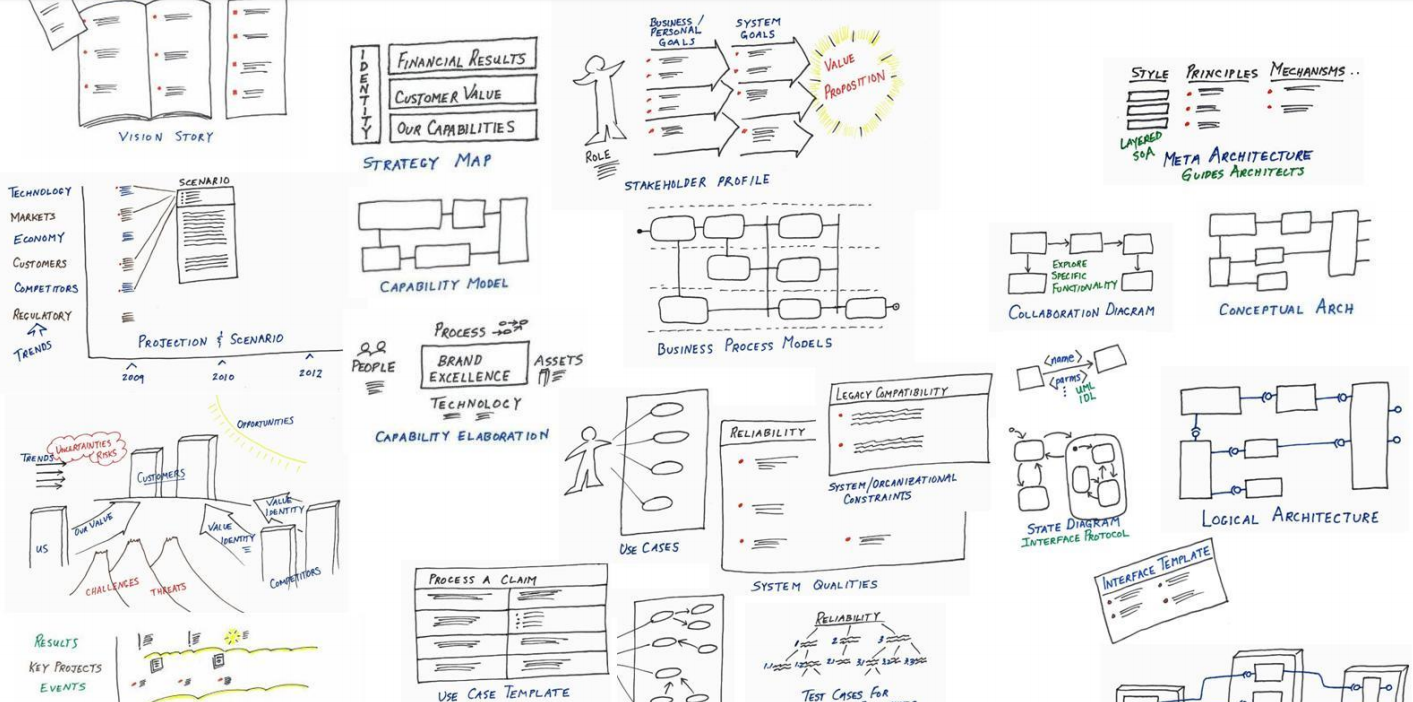 VISION STORY
IDENTITY
FINANCIAL RESULTS
CUSTOMER VALUE
OUR CAPABILITIES
STRATEGY MAP
BUSINESS /
PERSONAL
GOALS
SYSTEM
GOALS
VALUE
PROPOSITION
ROLE
STAKEHOLDER PROFILE
STYLE
PRINCIPLES
MECHANISMS ..
LAYERED
SOA
META ARCHITECTURE
GUIDES ARCHITECTS
TECHNOLOGY
MARKETS
ECONOMY
CUSTOMERS
COMPETITORS
REGULATORY
TRENDS
SCENARIO
PROJECTION & SCENARIO
2009
2010
2012
CAPABILITY MODEL
BUSINESS PROCESS MODELS
EXPLORE
SPECIFIC
FUNCTIONALITY
COLLABORATION DIAGRAM
CONCEPTUAL ARCH
PROCESS
PEOPLE
BRAND
EXCELLENCE
ASSETS
TECHNOLOGY
CAPABILITY ELABORATION
<name>
<parms>
:
UML
IDL
OPPORTUNITIES
UNCERTAINTIES
RISKS
TRENDS
CUSTOMERS
OUR VALUE
VALUE
IDENTITY
VALUE
IDENTITY
US
COMPETITORS
CHALLENGES
THREATS
USE CASES
RELIABILITY
LEGACY COMPATIBILITY
SYSTEM/ORGANIZATIONAL
CONSTRAINTS
SYSTEM QUALITIES
STATE DIAGRAM
INTERFACE PROTOCOL
LOGICAL ARCHITECTURE
INTERFACE TEMPLATE
RESULTS
KEY PROJECTS
EVENTS
PROCESS A CLAIM
USE CASE TEMPLATE
RELIABILITY
1
2
3
1.1
1.2
2.1
3.1
3.2
3.3
TEST CASES FOR